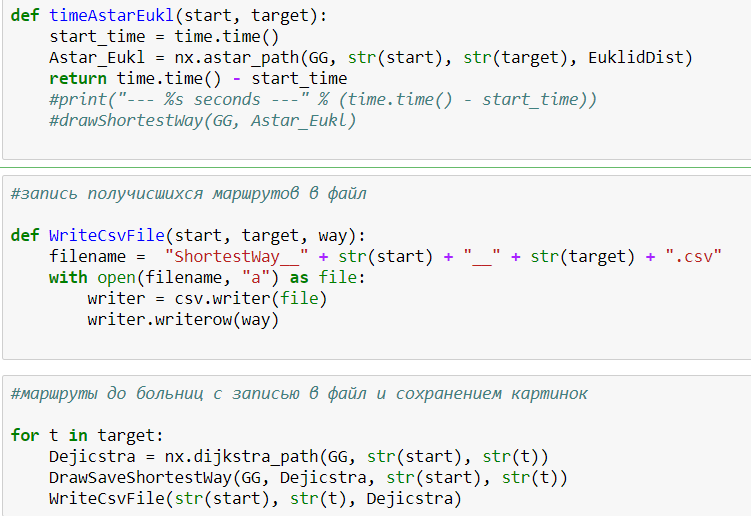 def timeAstarEukl(start, target):
    start_time = time.time()
    Astar_Eukl = nx.astar_path(GG, str(start), str(target), EuklidDist)
    return time.time() - start_time
    #print("--- %s seconds ---" % (time.time() - start_time))
    #drawShortestWay(GG, Astar_Eukl)
#запись получисшихся маршрутов в файл
def WriteCsvFile(start, target, way):
    filename =  "ShortestWay__" + str(start) + "__" + str(target) + ".csv"
    with open(filename, "a") as file:
        writer = csv.writer(file)
        writer.writerow(way)
#маршруты до больниц с записью в файл и сохранением картинок
for t in target:
    Dejicstra = nx.dijkstra_path(GG, str(start), str(t))
    DrawSaveShortestWay(GG, Dejicstra, str(start), str(t))
    WriteCsvFile(str(start), str(t), Dejicstra)